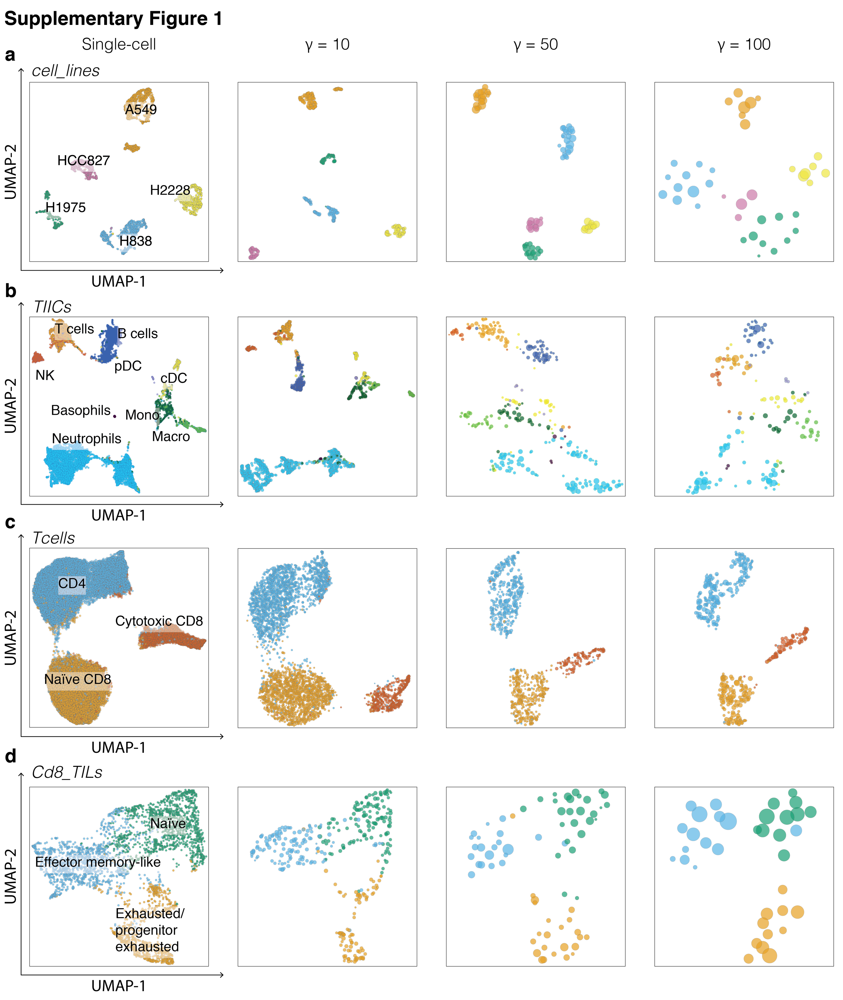 Supplementary Figure 1
Single-cell
γ = 10
γ = 50
γ = 100
a
cell_lines
A549
HCC827
H2228
H1975
H838
UMAP-2
UMAP-1
b
TIICs
T cells
B cells
pDC
NK
cDC
Basophils
Mono
Macro
Neutrophils
UMAP-2
UMAP-1
c
Tcells
CD4
Cytotoxic CD8
Naïve CD8
UMAP-2
UMAP-1
d
Cd8_TILs
Naïve
Effector memory-like
Exhausted/
progenitor
exhausted
UMAP-2
UMAP-1